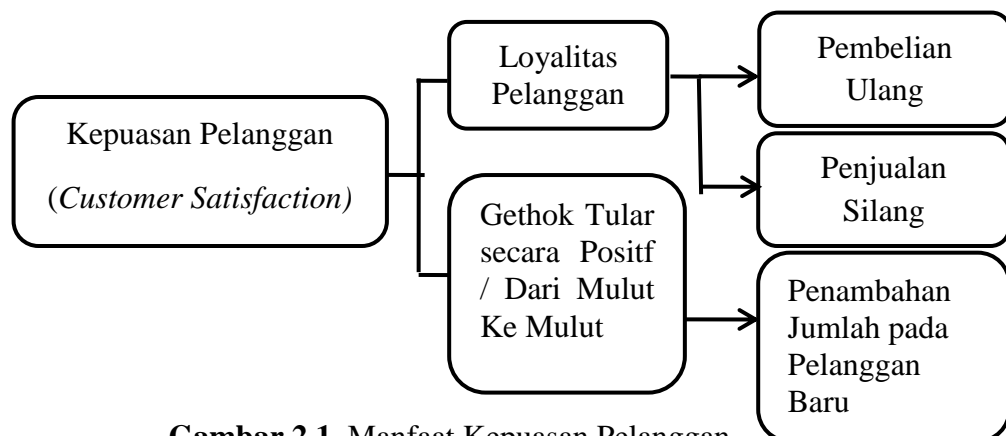 Kepuasan Pelanggan
(Customer Satisfaction)
Loyalitas
Pelanggan
Gethok Tular
secara Positf
/ Dari Mulut
Ke Mulut
Pembelian
Ulang
Penjualan
Silang
Penambahan
Jumlah pada
Pelanggan
Baru
Gambar 2.1 Manfaat Kepuasan Pelanggan